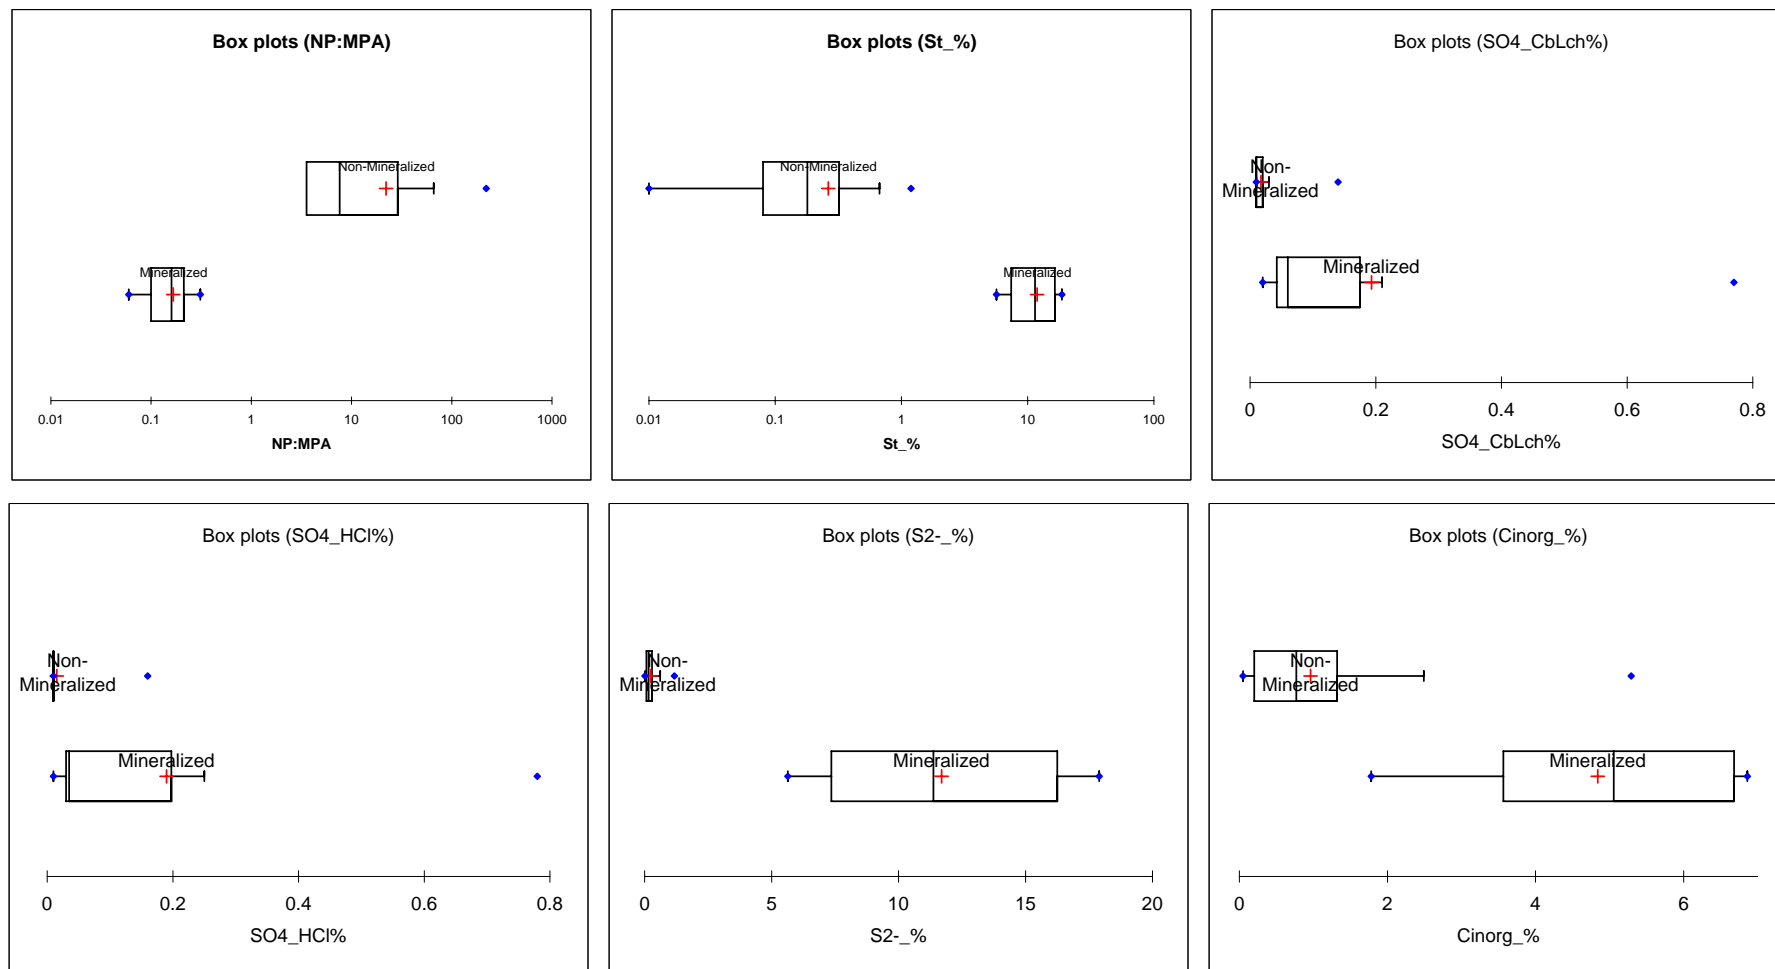 Box plots (NP:MPA)
Non-Mineralized
Mineralized
0.01 0.1 1 10 100 1000
NP:MPA
Box plots (St_%)
Non-Mineralized
Mineralized
0.01 0.1 1 10 100
St_%
Box plots (SO4_CbLch%)
Non-
Mineralized
Mineralized
0 0.2 0.4 0.6 0.8
SO4_CbLch%
Box plots (SO4_HCl%)
Non-
Mineralized
Mineralized
0 0.2 0.4 0.6 0.8
SO4_HCl%
Box plots (S2-_%)
Non-
Mineralized
Mineralized
0 5 10 15 20
S2-_%
Box plots (Cinorg_%)
Non-
Mineralized
Mineralized
0 2 4 6
Cinorg_%